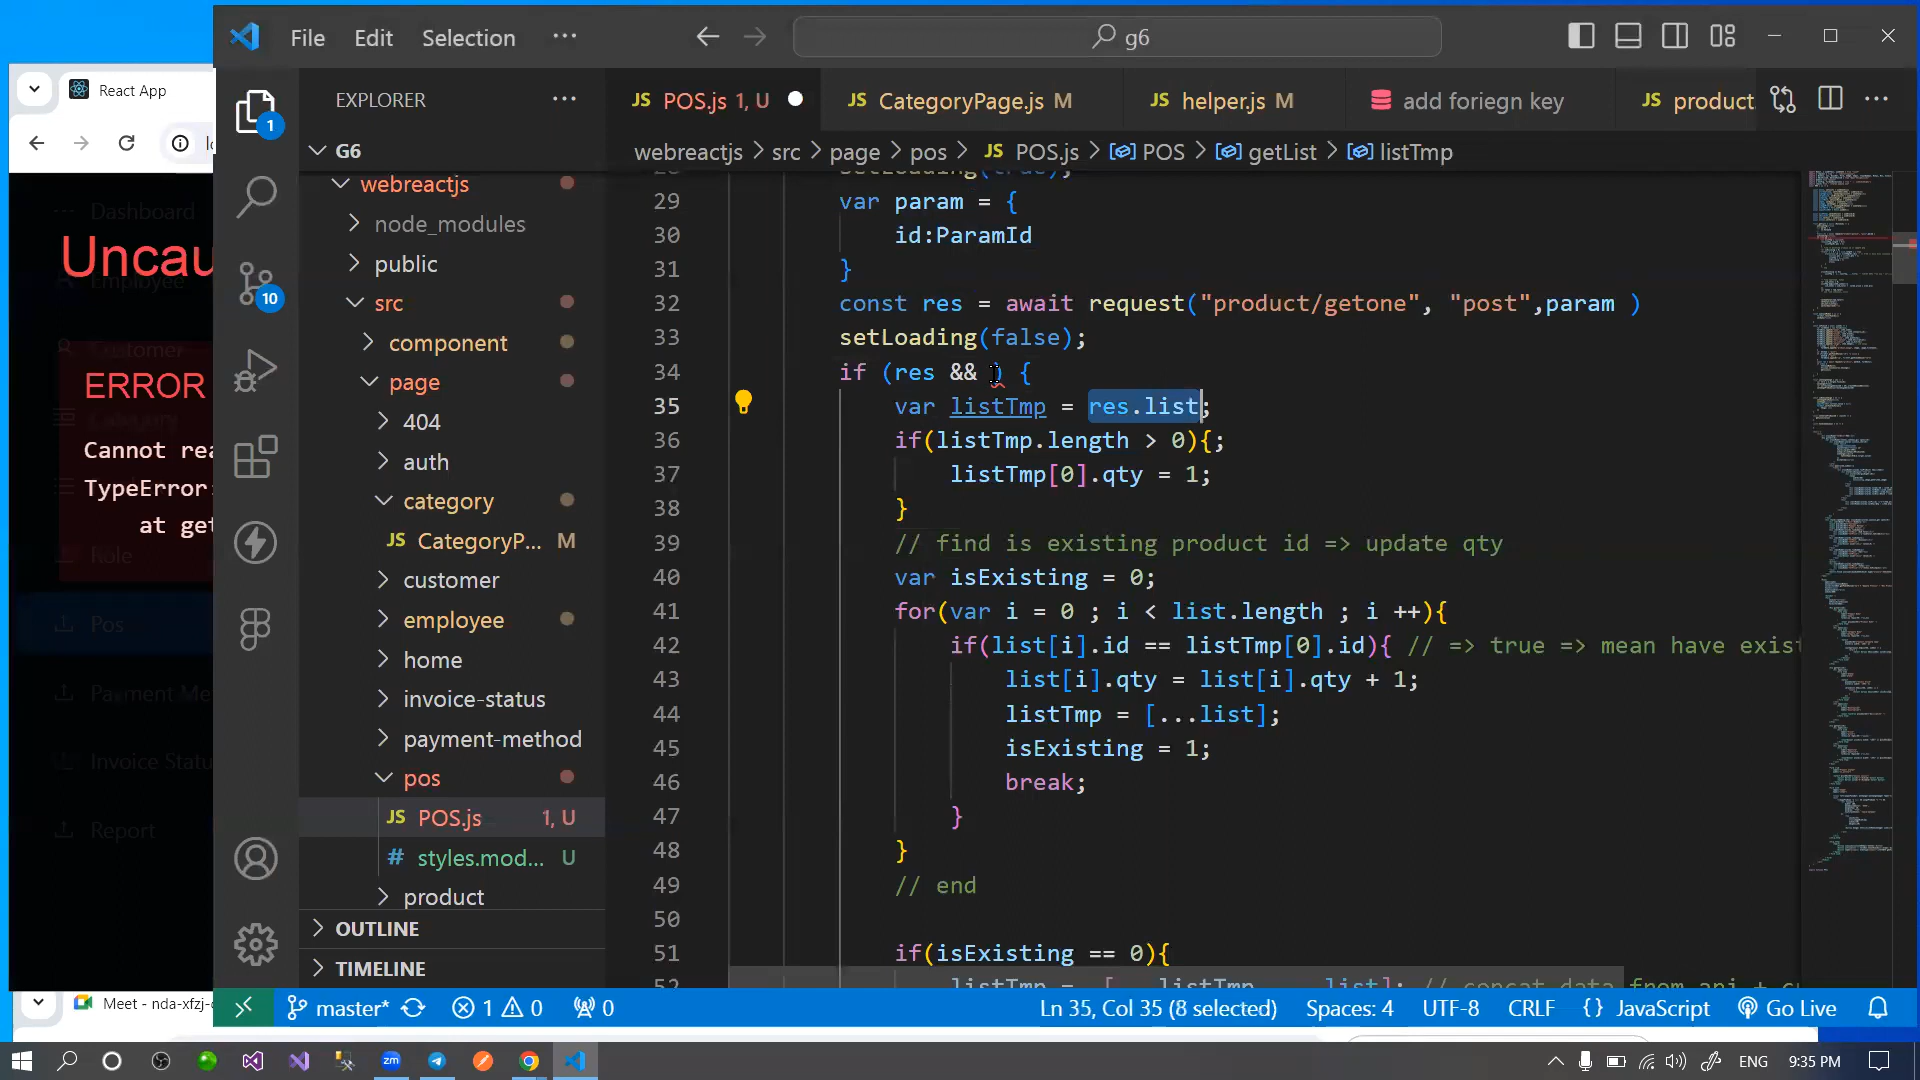 File Edit Selection ···
g6
React App
EXPLORER
G6
webreactjs
node_modules
public
src
component
page
404
auth
category
JS CategoryP... M
customer
employee
home
invoice-status
payment-method
pos
JS POS.js 1, U
# styles.mod... U
product
OUTLINE
TIMELINE
1
10
JS POS.js 1, U
JS CategoryPage.js M
JS helper.js M
add foriegn key
JS product
webreactjs > src > page > pos > JS POS.js > POS > getList > listTmp
setLoading(true);
29 var param = {
30 id:ParamId
31 }
32 const res = await request("product/getone", "post",param )
33 setLoading(false);
34 if (res && ) {
35 var listTmp = res.list;
36 if(listTmp.length > 0){;
37 listTmp[0].qty = 1;
38 }
39 // find is existing product id => update qty
40 var isExisting = 0;
41 for(var i = 0 ; i < list.length ; i ++){
42 if(list[i].id == listTmp[0].id){ // => true => mean have exist
43 list[i].qty = list[i].qty + 1;
44 listTmp = [...list];
45 isExisting = 1;
46 break;
47 }
48 }
49 // end
50
51 if(isExisting == 0){
Dashboard
Uncau
Employee
Customer
ERROR
Category
Cannot rea
TypeError:
at get
Role
Pos
Payment Me
Invoice Statu
Report
Meet - nda-xfzj-
master* 1 0 0
Ln 35, Col 35 (8 selected) Spaces: 4 UTF-8 CRLF {} JavaScript Go Live
zm
ENG 9:35 PM